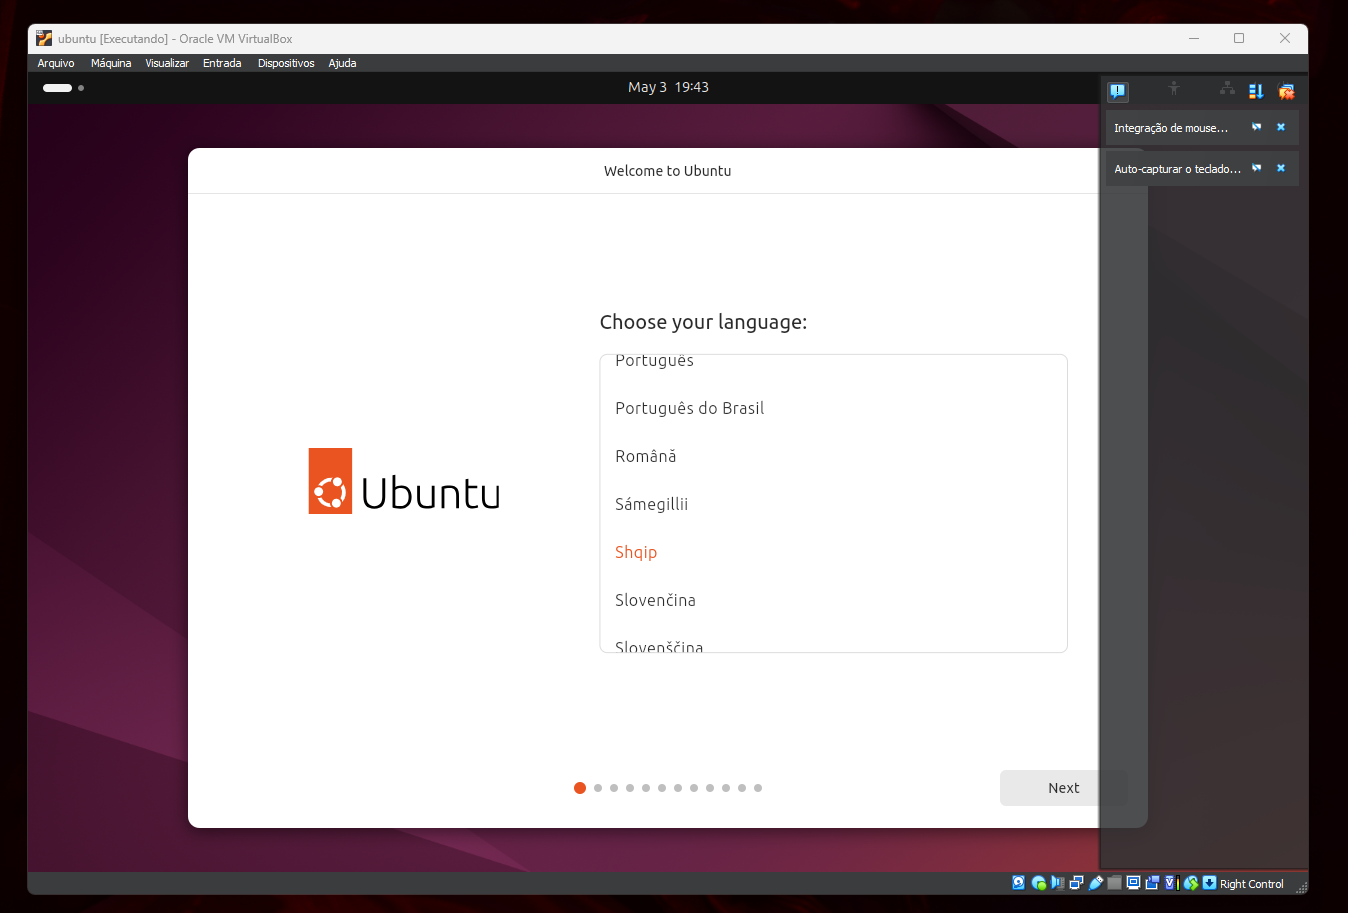 ubuntu [Executando] - Oracle VM VirtualBox
Arquivo Máquina Visualizar Entrada Dispositivos Ajuda
May 3 19:43
Integração de mouse...
Auto-capturar o teclado...
Welcome to Ubuntu
Choose your language:
Português
Português do Brasil
Română
Sámegillii
Shqip
Slovenčina
Slovenščina
Ubuntu
Next
Right Control